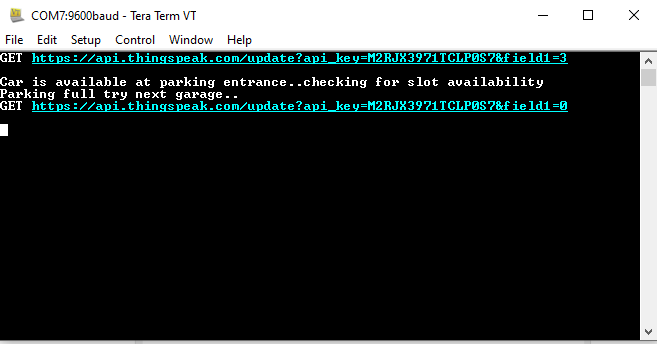 COM7:9600baud - Tera Term VT
File Edit Setup Control Window Help
GET https://api.thingspeak.com/update?api_key=M2RJX3971TCLP0S7&field1=3
Car is available at parking entrance..checking for slot availability
Parking full try next garage..
GET https://api.thingspeak.com/update?api_key=M2RJX3971TCLP0S7&field1=0